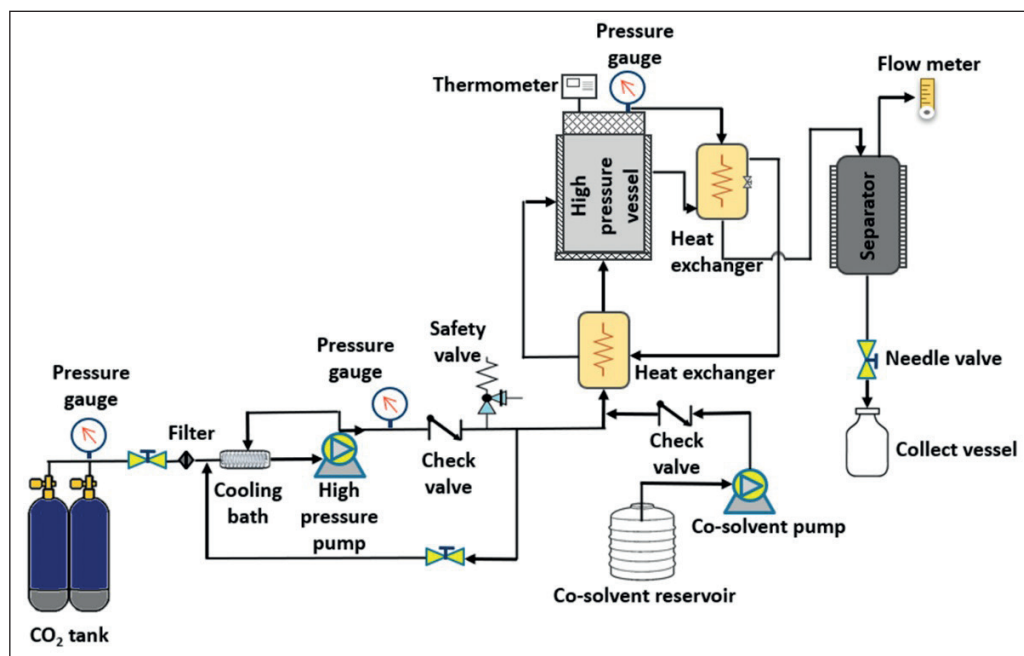 Pressure
gauge
Flow meter
Thermometer
High
pressure
vessel
Separator
Heat
exchanger
Safety
valve
Pressure
gauge
Heat exchanger
Needle valve
Pressure
gauge
Filter
Cooling
bath
High
pressure
pump
Check
valve
Check
valve
Collect vessel
Co-solvent pump
Co-solvent reservoir
CO₂ tank